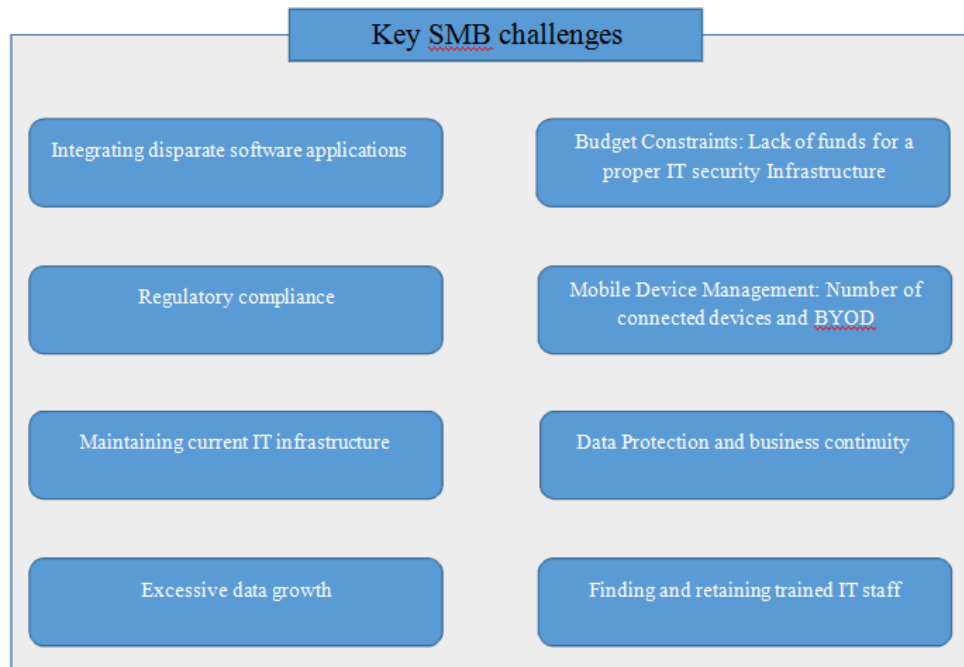 Key SMB challenges
Integrating disparate software applications
Budget Constraints: Lack of funds for a
proper IT security Infrastructure
Regulatory compliance
Mobile Device Management: Number of
connected devices and BYOD
Maintaining current IT infrastructure
Data Protection and business continuity
Excessive data growth
Finding and retaining trained IT staff